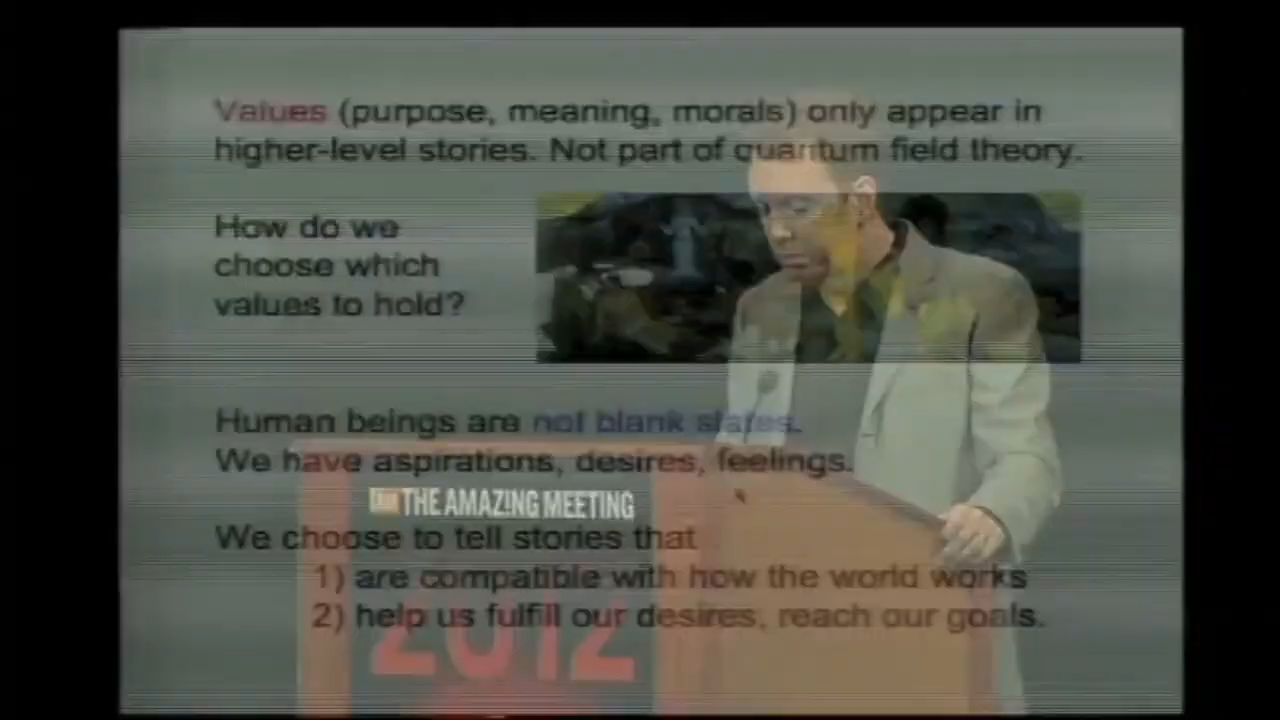 Values (purpose, meaning, morals) only appear in
higher-level stories. Not part of quantum field theory.
How do we
choose which
values to hold?
Human beings are not blank slates.
We have aspirations, desires, feelings.
THE AMAZ!NG MEETING
We choose to tell stories that
1) are compatible with how the world works
2) help us fulfill our desires, reach our goals.
2012